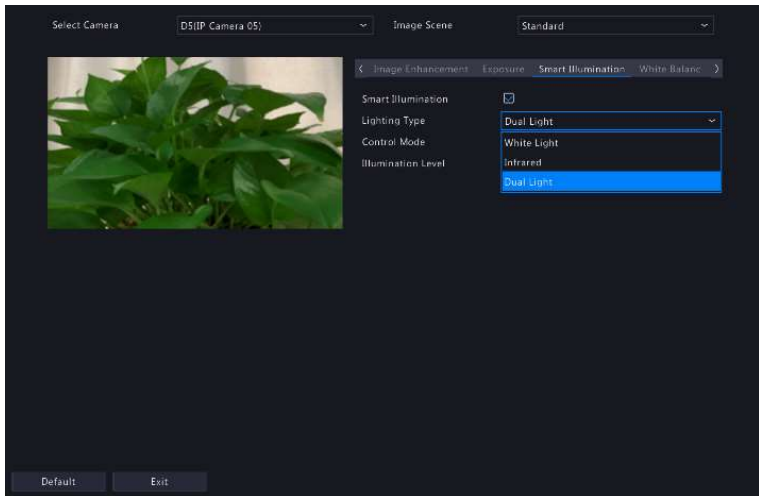 Select Camera D5(IP Camera 05) Image Scene Standard
Image Enhancement Exposure Smart Illumination White Balanc
Smart Illumination
Lighting Type Dual Light
Control Mode White Light
Illumination Level Infrared
Dual Light
Default Exit